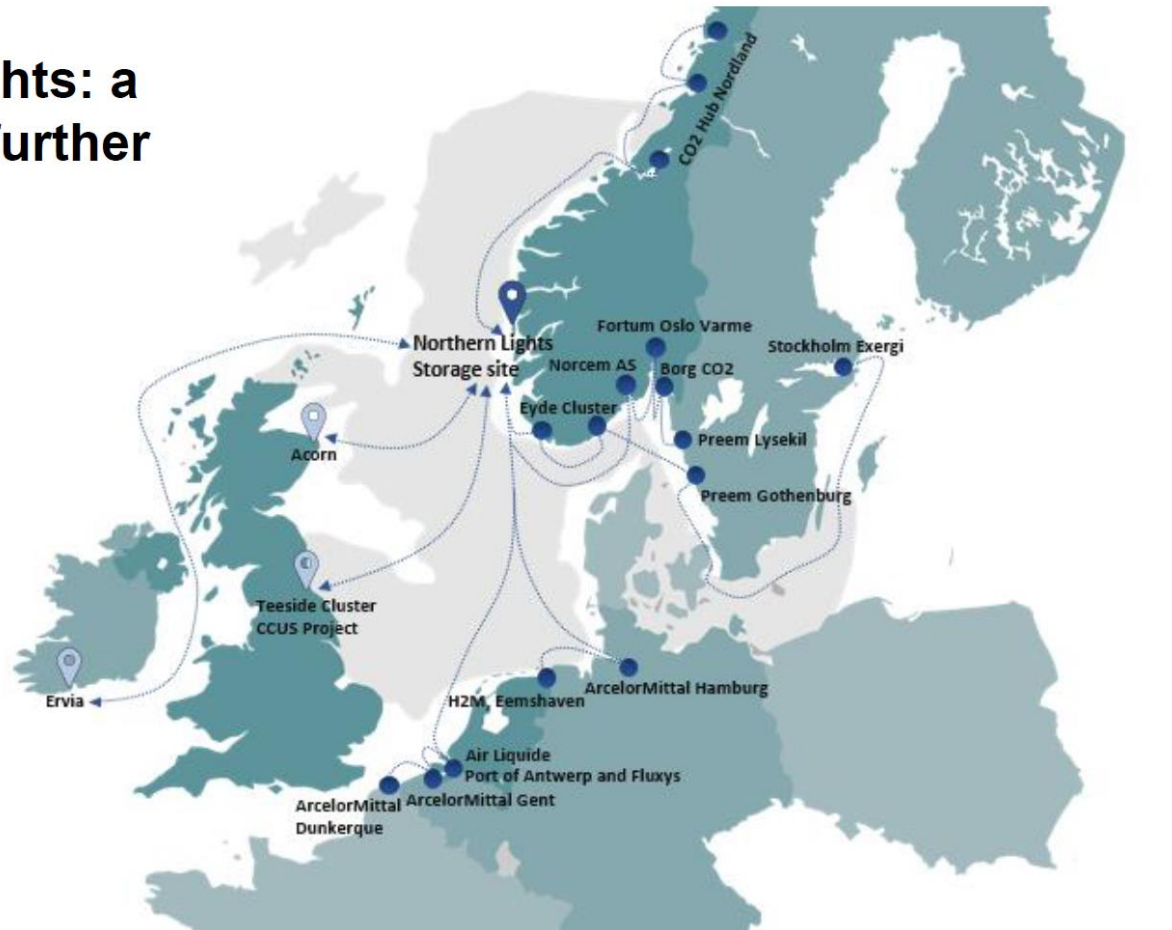 hts: a
further
CO2 Hub Nordland
Northern Lights
Storage site
Fortum Oslo Varme
Stockholm Exergi
Norcem AS
Borg CO2
Eyde Cluster
Preem Lysekil
Acorn
Preem Gothenburg
Teeside Cluster
CCUS Project
Ervia
H2M, Eemshaven
ArcelorMittal Hamburg
Air Liquide
Port of Antwerp and Fluxys
ArcelorMittal Gent
ArcelorMittal
Dunkerque